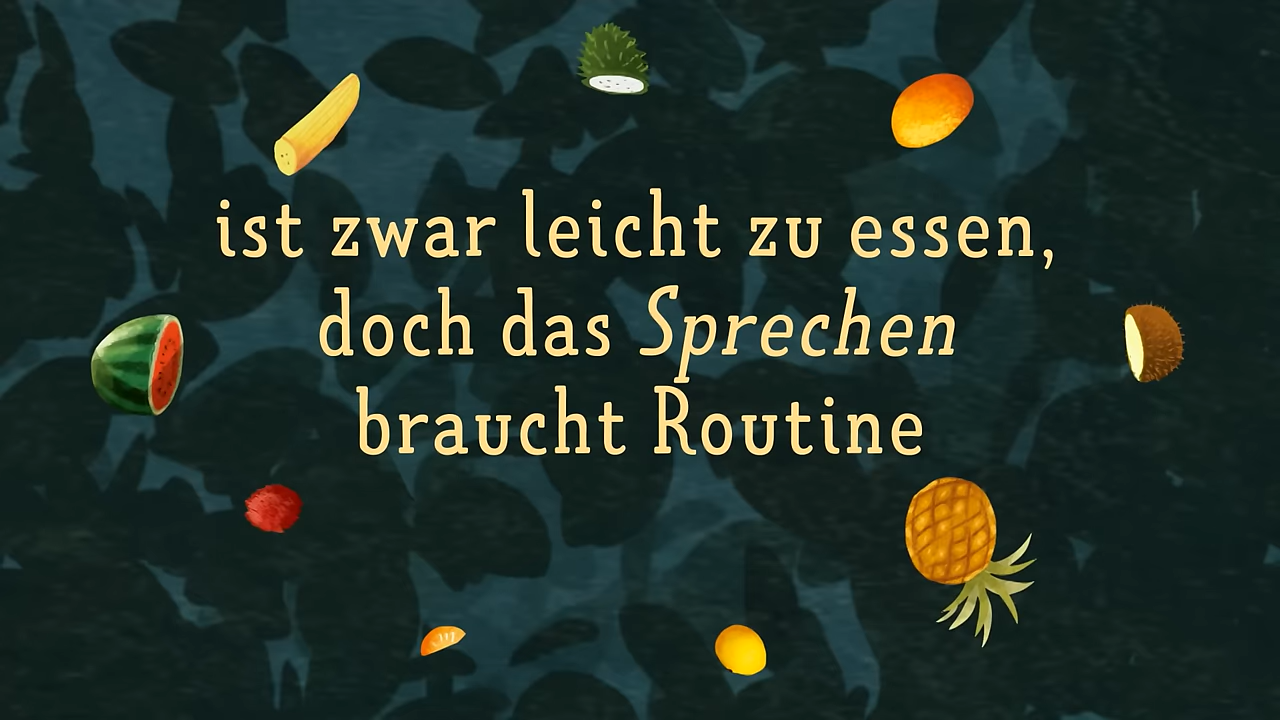 ist zwar leicht zu essen,
doch das Sprechen
braucht Routine